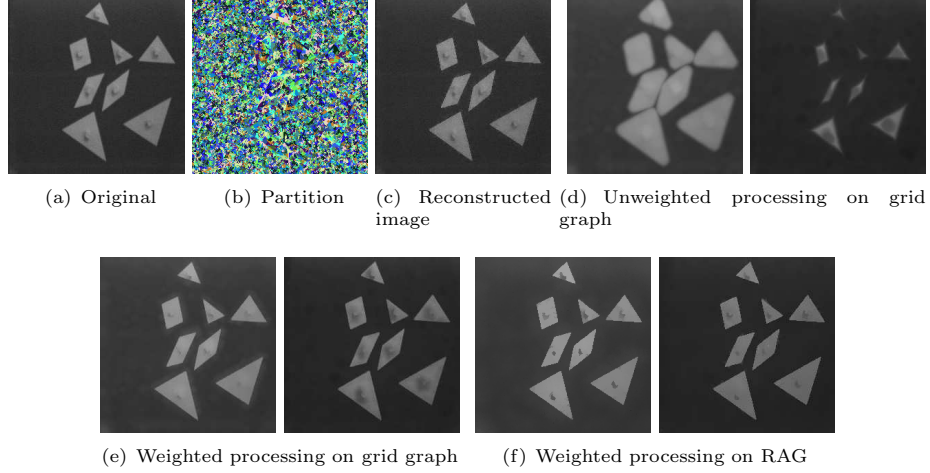 (a) Original
(b) Partition
(c) Reconstructed image
(d) Unweighted processing on grid graph
(e) Weighted processing on grid graph
(f) Weighted processing on RAG